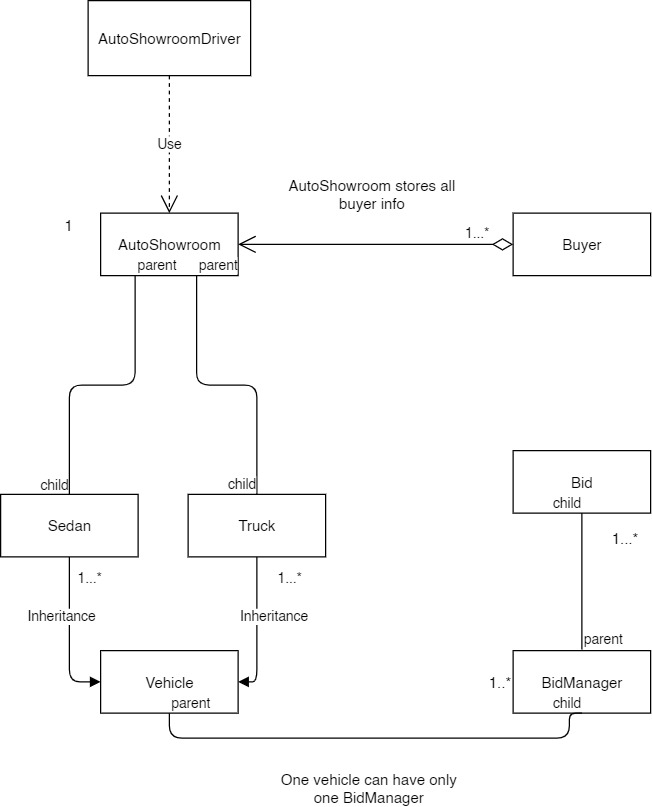 AutoShowroomDriver
Use
AutoShowroom stores all
buyer info
1
1...*
AutoShowroom
Buyer
parent
parent
child
child
Bid
child
Sedan
Truck
1...*
1...*
1...*
Inheritance
Inheritance
parent
Vehicle
1..*
BidManager
parent
child
One vehicle can have only
one BidManager